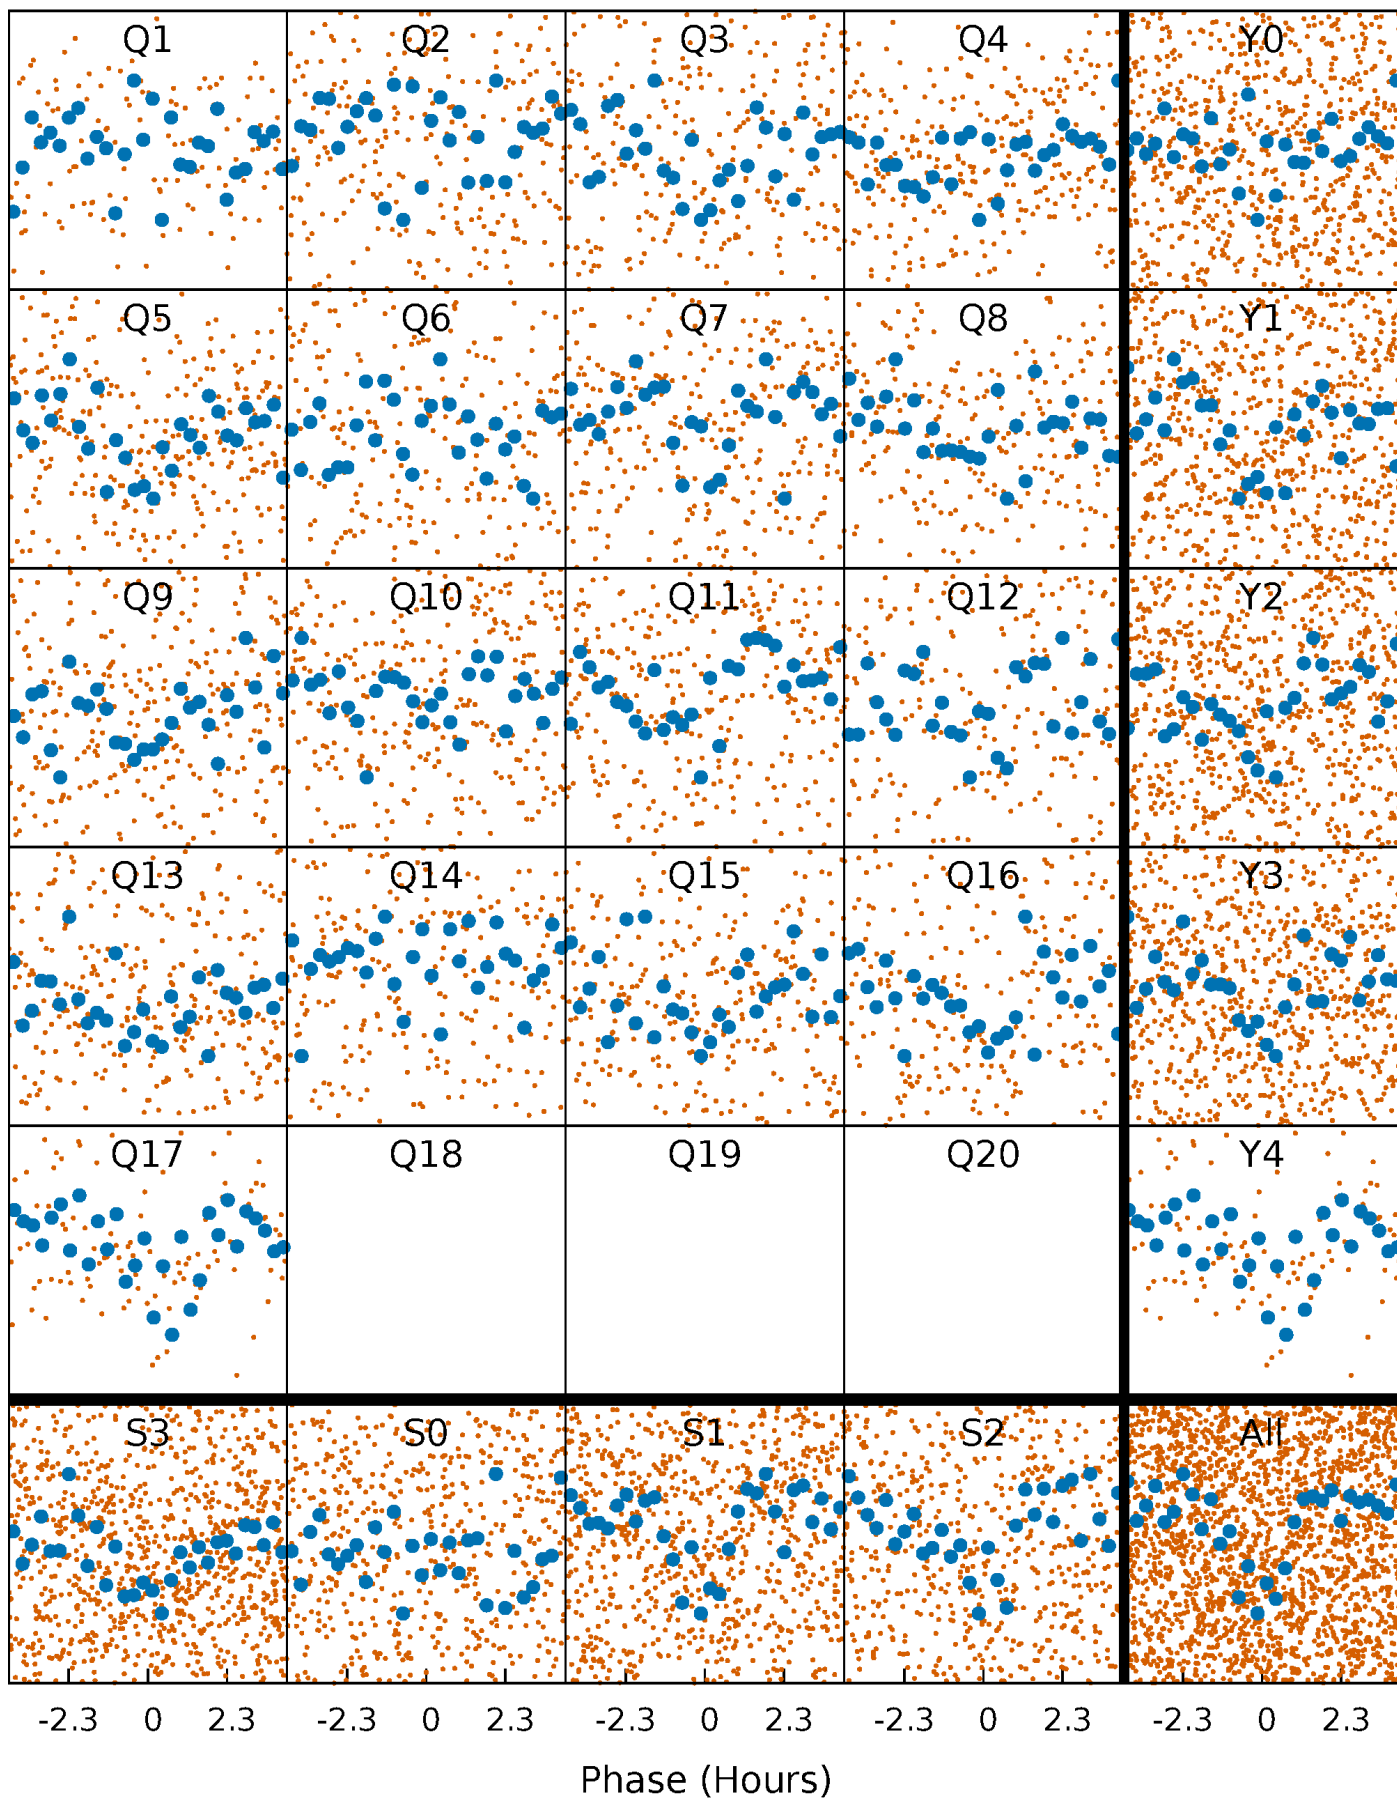 Q1 Q2 Q3 Q4 Y0
Q5 Q6 Q7 Q8 Y1
Q9 Q10 Q11 Q12 Y2
Q13 Q14 Q15 Q16 Y3
Q17 Q18 Q19 Q20 Y4
S3 S0 S1 S2 All
-2.3 0 2.3 -2.3 0 2.3 -2.3 0 2.3 -2.3 0 2.3 -2.3 0 2.3
Phase (Hours)